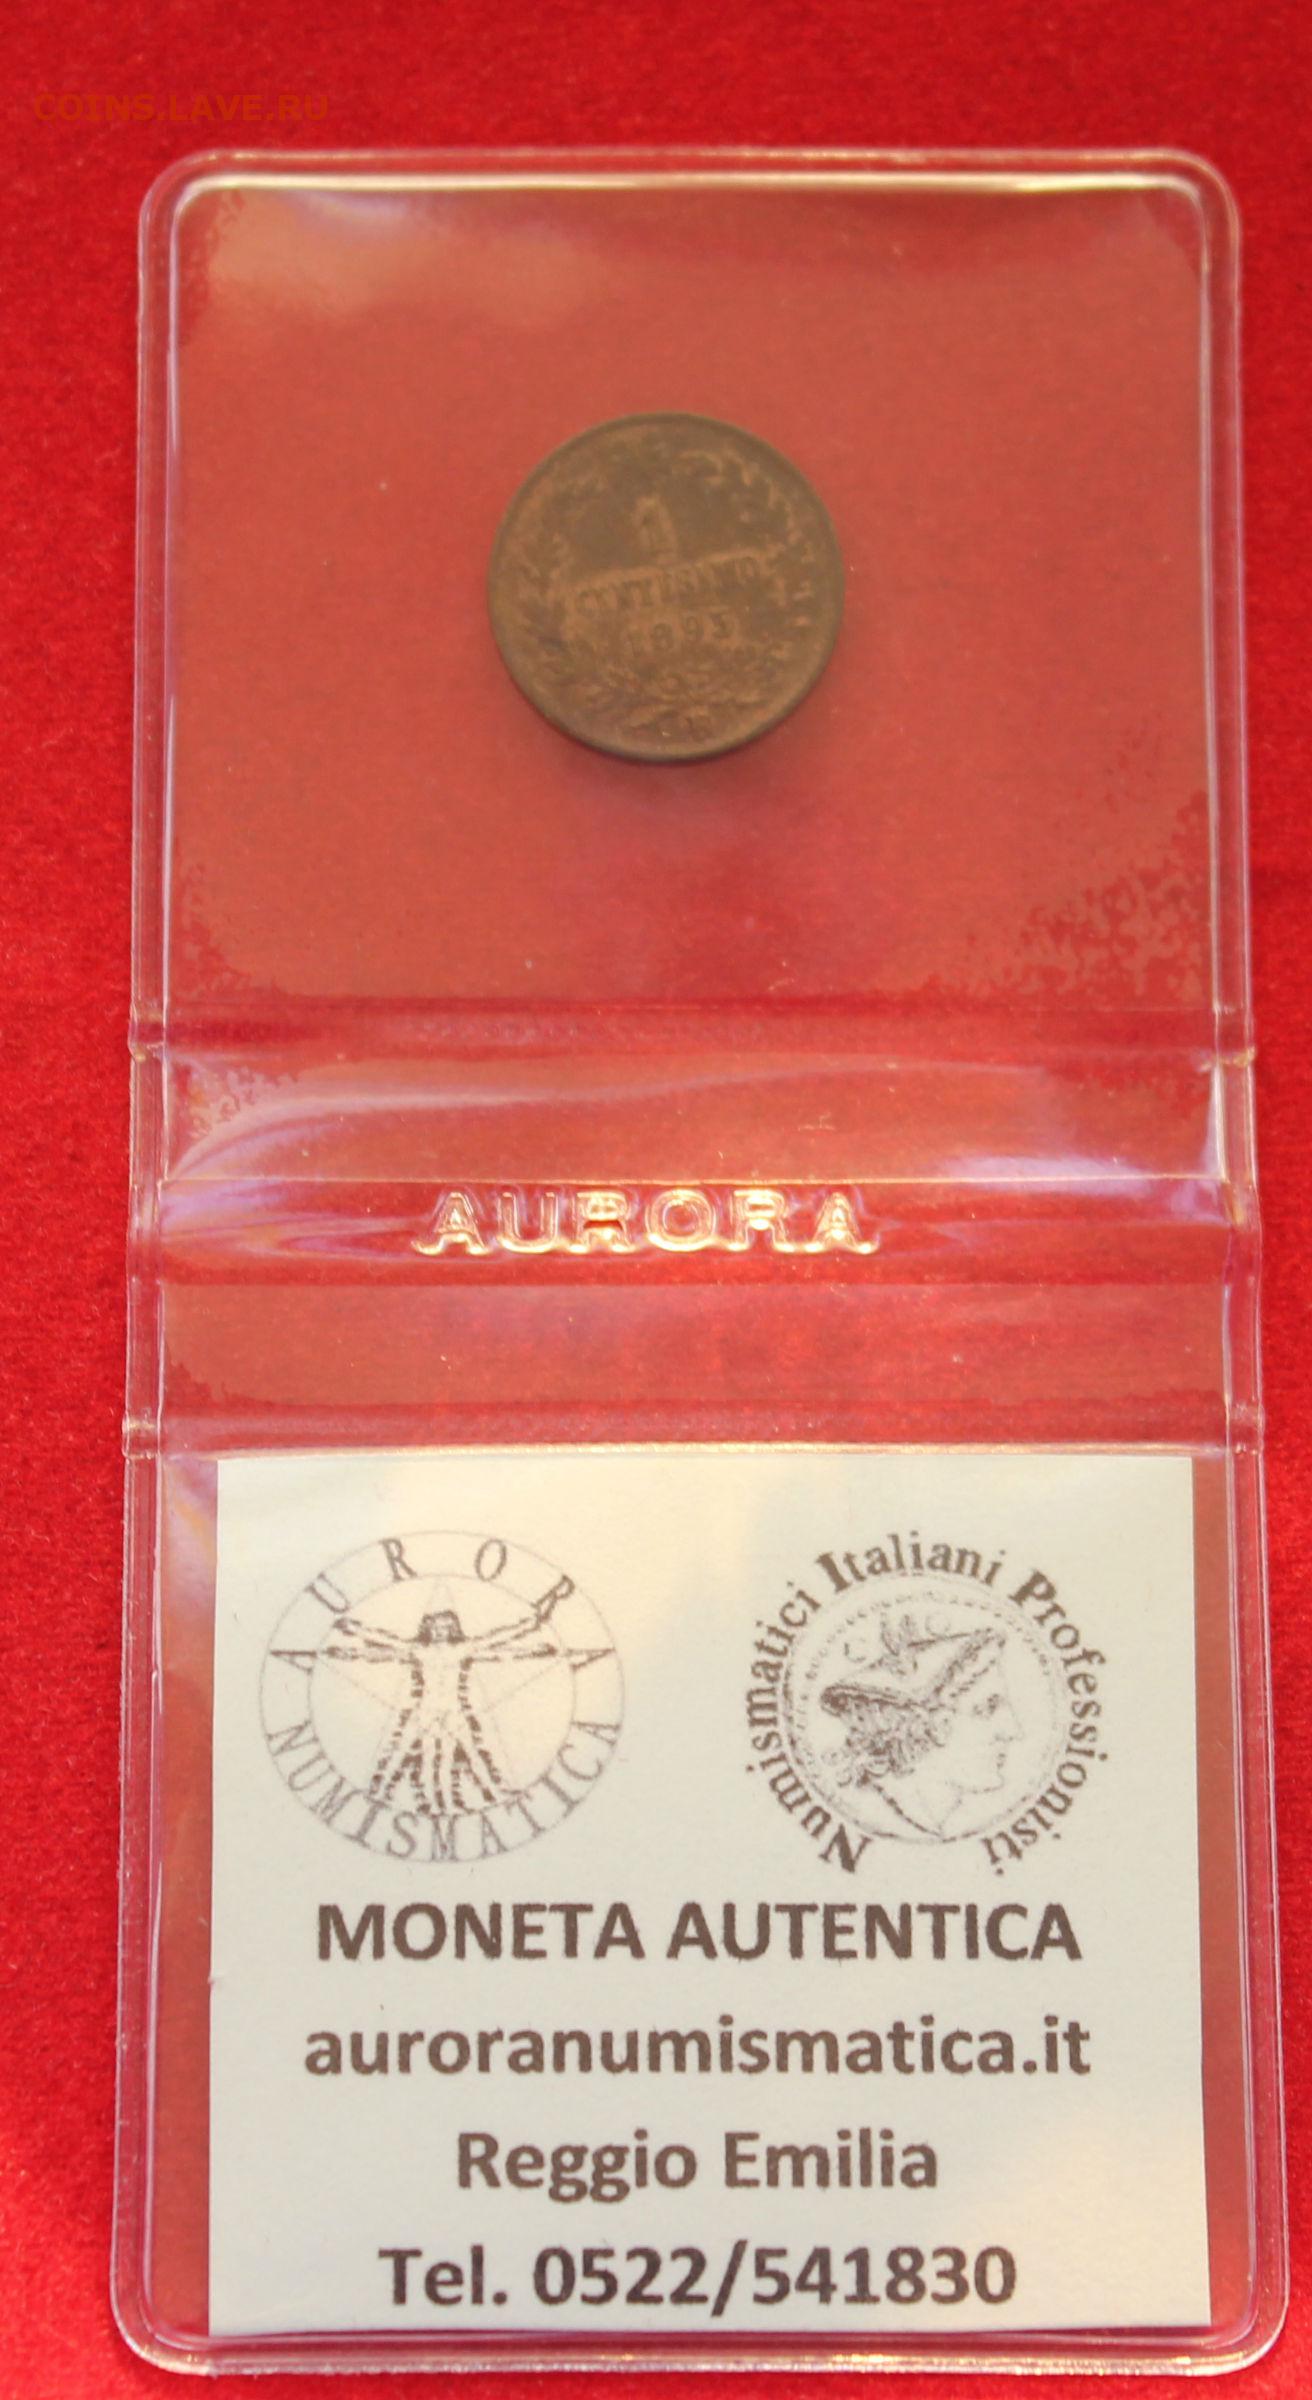 COINS.LAVE.RU
1
CENTESIMO
1893
AURORA
AURORA NUMISMATICA
Numismatici Italiani Professionisti
MONETA AUTENTICA
auroranumismatica.it
Reggio Emilia
Tel. 0522/541830